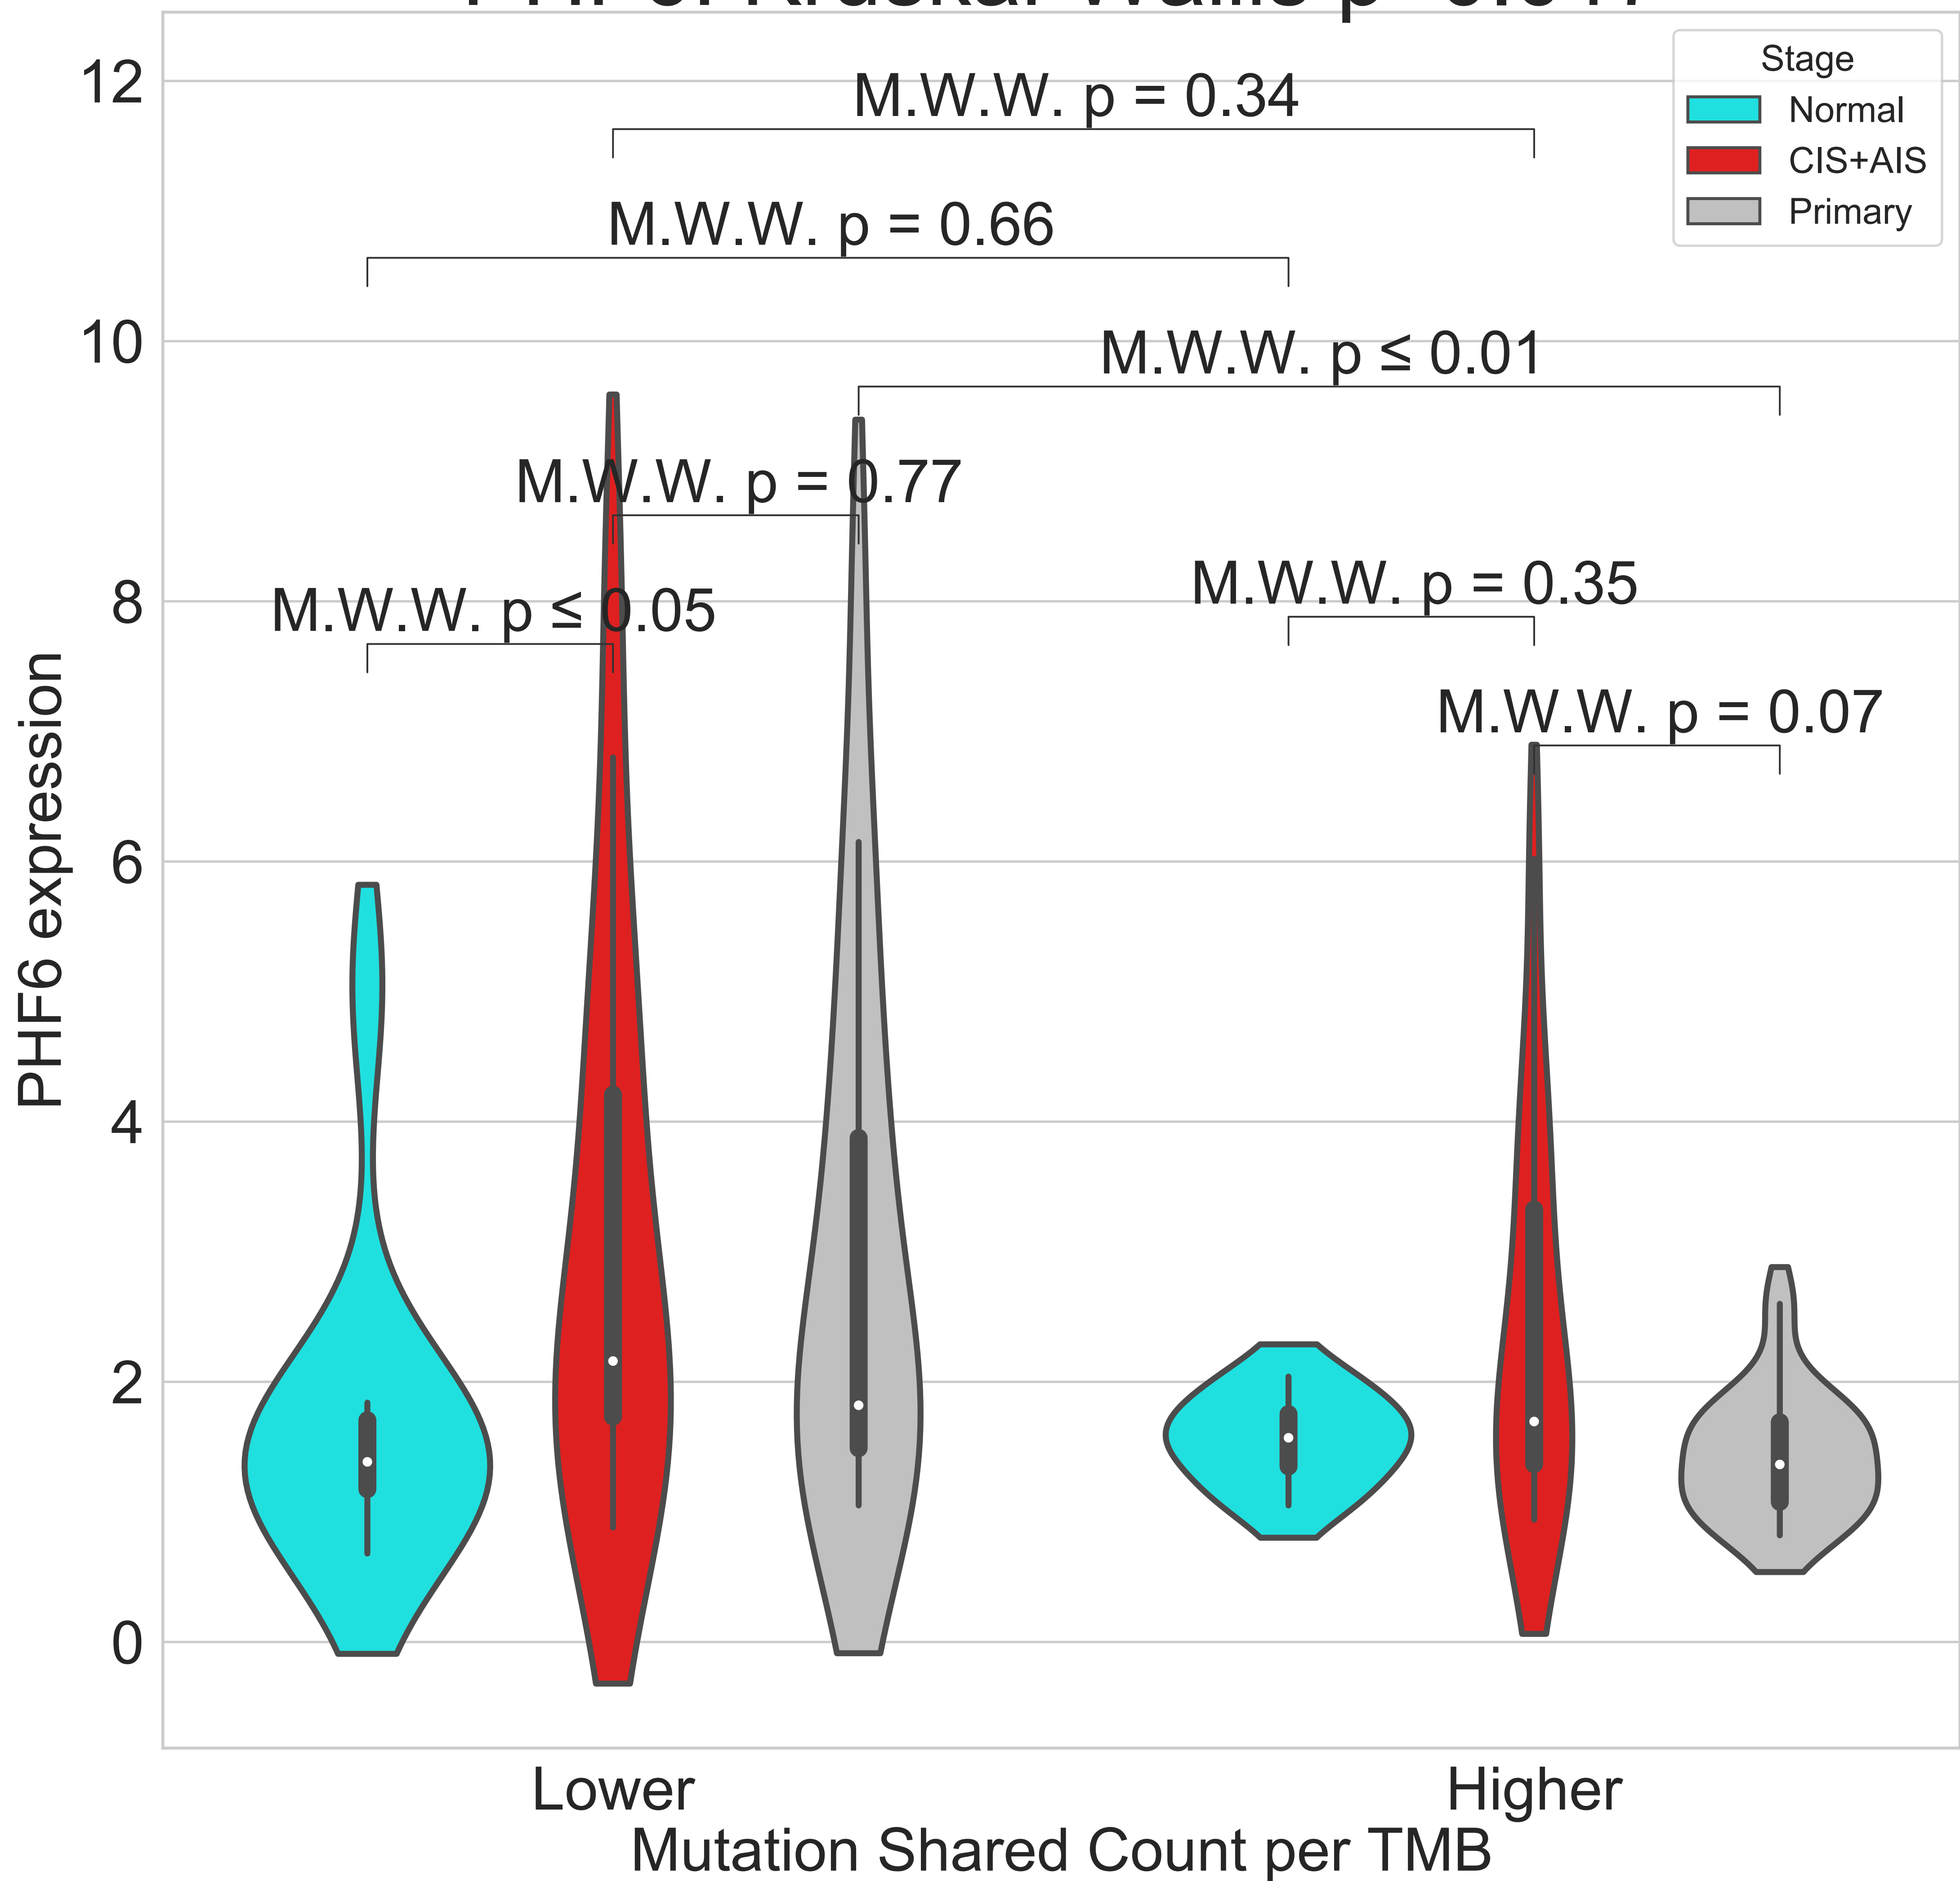 12
10
8
6
4
2
0
PHF6 expression
M.W.W. p = 0.34
M.W.W. p = 0.66
M.W.W. p ≤ 0.01
M.W.W. p = 0.77
M.W.W. p = 0.35
M.W.W. p ≤ 0.05
M.W.W. p = 0.07
Stage
Normal
CIS+AIS
Primary
Lower
Higher
Mutation Shared Count per TMB